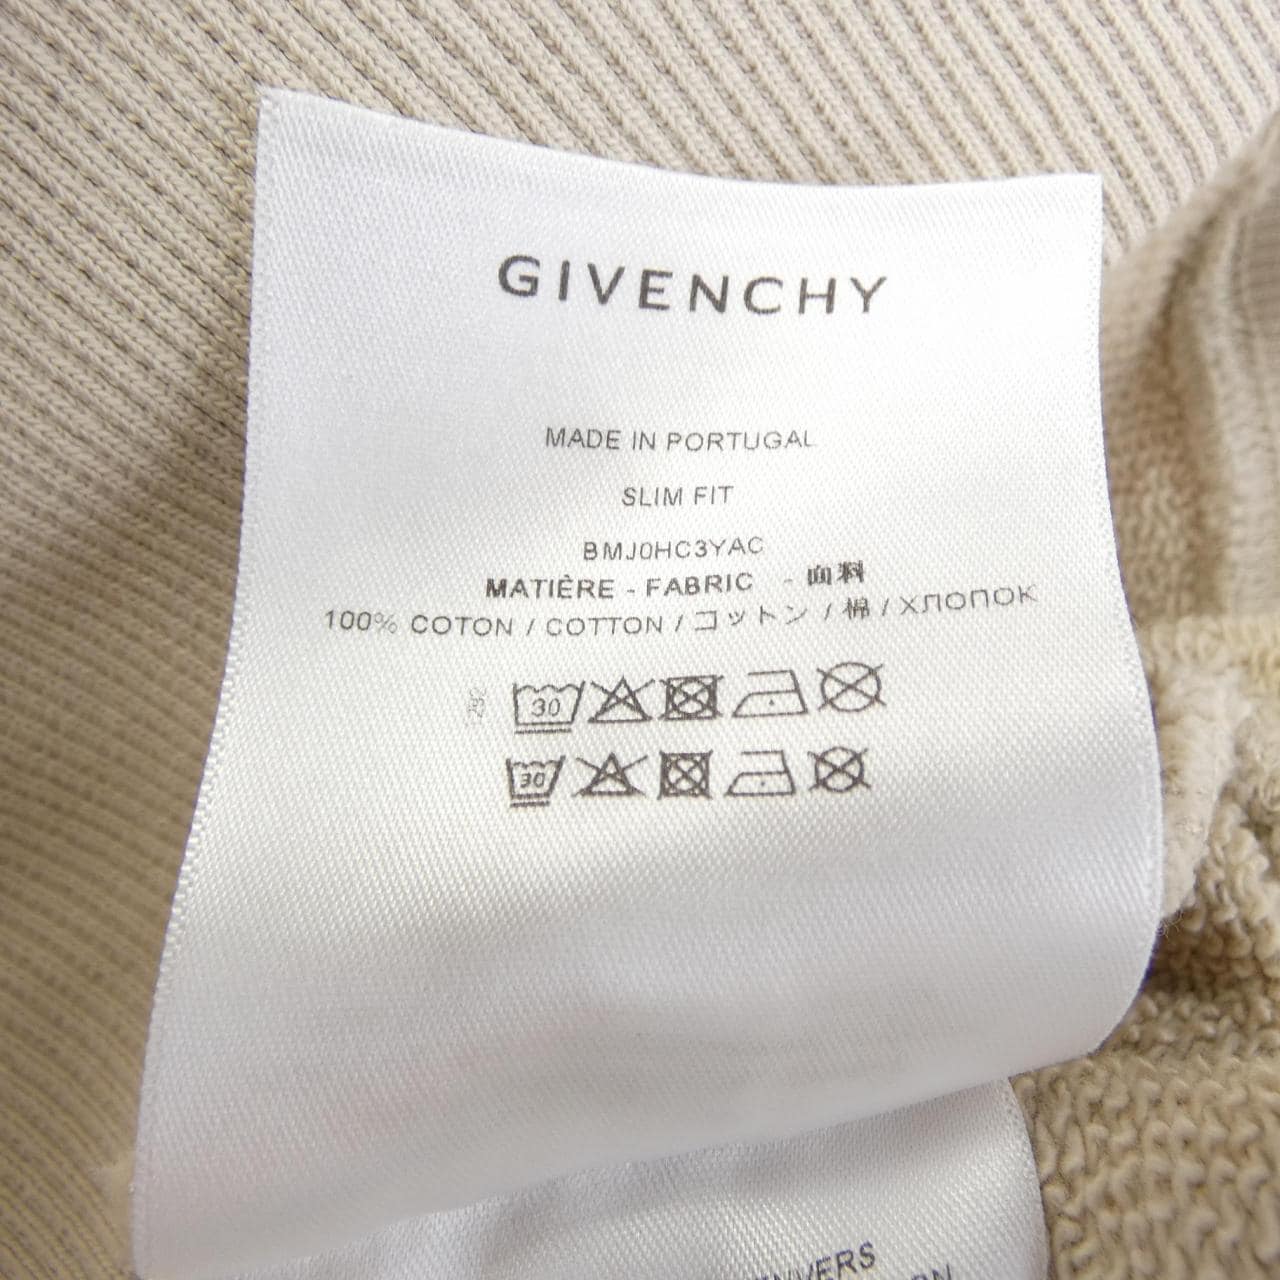 GIVENCHY
MADE IN PORTUGAL
SLIM FIT
BMJ0HC3YAC
MATIÈRE - FABRIC - 面料
100% COTON / COTTON / コットン / 棉 / ХЛОПОК
30
30